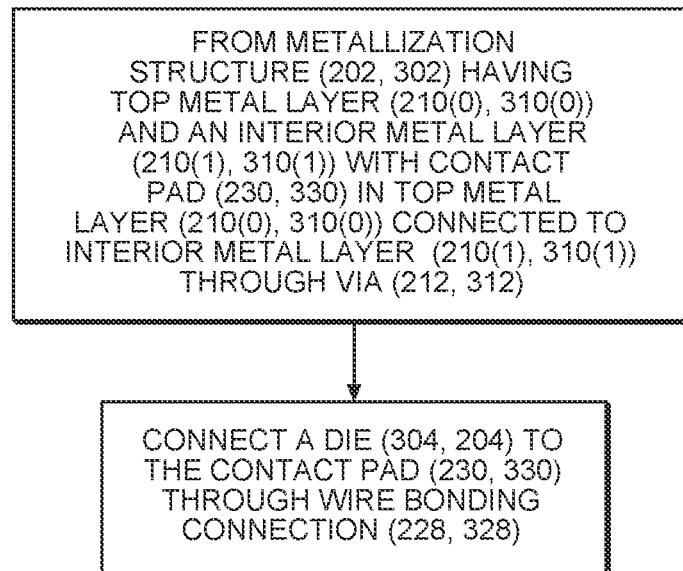 FROM METALLIZATION
STRUCTURE (202, 302) HAVING
TOP METAL LAYER (210(0), 310(0))
AND AN INTERIOR METAL LAYER
(210(1), 310(1)) WITH CONTACT
PAD (230, 330) IN TOP METAL
LAYER (210(0), 310(0)) CONNECTED TO
INTERIOR METAL LAYER (210(1), 310(1))
THROUGH VIA (212, 312)
CONNECT A DIE (304, 204) TO
THE CONTACT PAD (230, 330)
THROUGH WIRE BONDING
CONNECTION (228, 328)